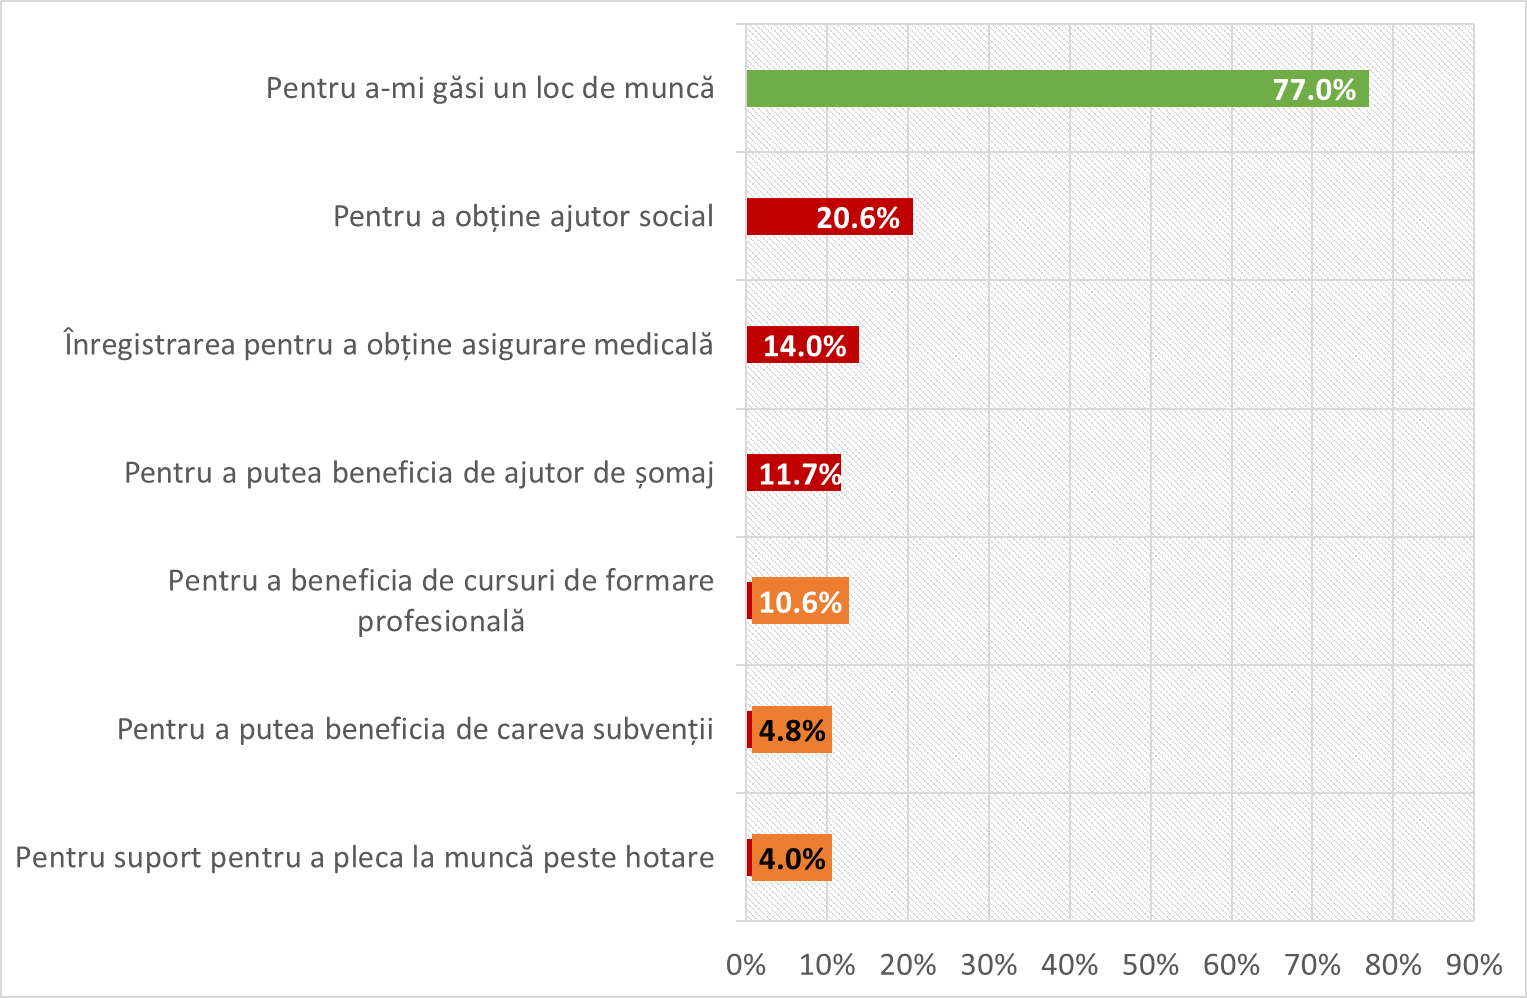 Pentru a-mi găsi un loc de muncă
77.0%
Pentru a obține ajutor social
20.6%
Înregistrarea pentru a obține asigurare medicală
14.0%
Pentru a putea beneficia de ajutor de șomaj
11.7%
Pentru a beneficia de cursuri de formare
profesională
10.6%
Pentru a putea beneficia de careva subvenții
4.8%
Pentru suport pentru a pleca la muncă peste hotare
4.0%
0% 10% 20% 30% 40% 50% 60% 70% 80% 90%